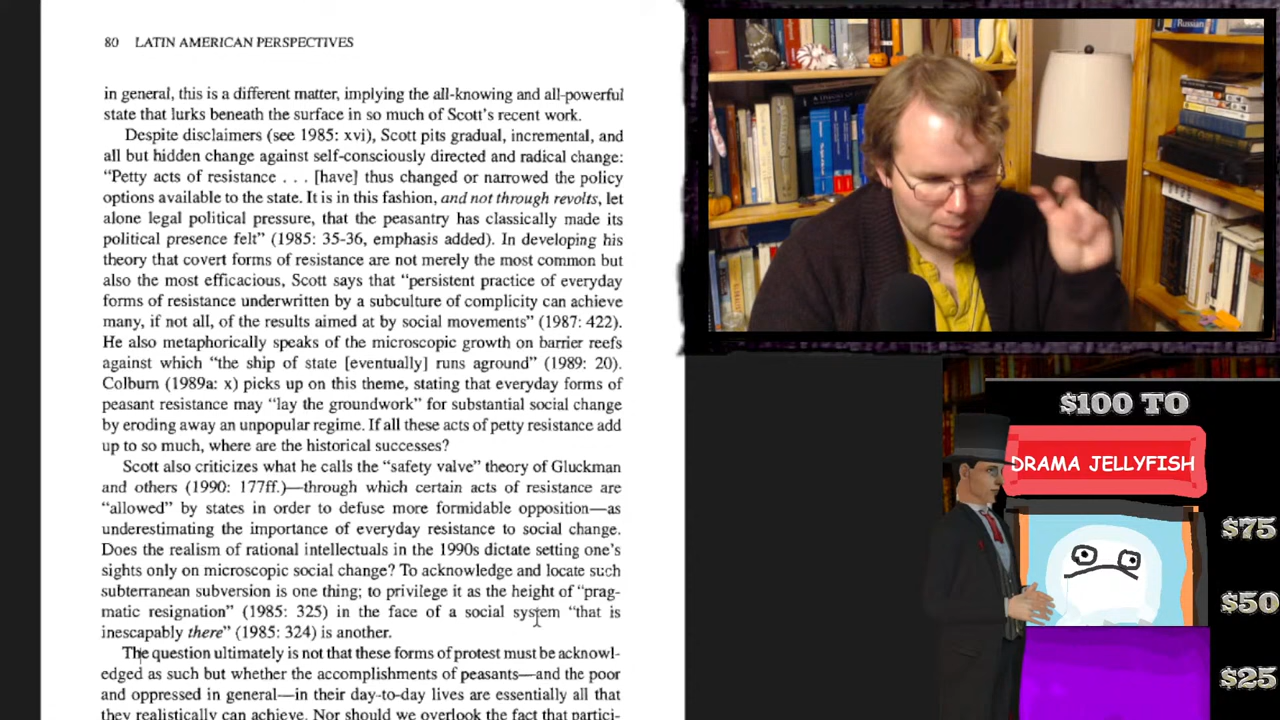 80 LATIN AMERICAN PERSPECTIVES
in general, this is a different matter, implying the all-knowing and all-powerful
state that lurks beneath the surface in so much of Scott's recent work.
Despite disclaimers (see 1985: xvi), Scott pits gradual, incremental, and
all but hidden change against self-consciously directed and radical change:
"Petty acts of resistance . . . [have] thus changed or narrowed the policy
options available to the state. It is in this fashion, and not through revolts, let
alone legal political pressure, that the peasantry has classically made its
political presence felt" (1985: 35-36, emphasis added). In developing his
theory that covert forms of resistance are not merely the most common but
also the most efficacious, Scott says that "persistent practice of everyday
forms of resistance underwritten by a subculture of complicity can achieve
many, if not all, of the results aimed at by social movements" (1987: 422).
He also metaphorically speaks of the microscopic growth on barrier reefs
against which "the ship of state [eventually] runs aground" (1989: 20).
Colburn (1989a: x) picks up on this theme, stating that everyday forms of
peasant resistance may "lay the groundwork" for substantial social change
by eroding away an unpopular regime. If all these acts of petty resistance add
up to so much, where are the historical successes?
Scott also criticizes what he calls the "safety valve" theory of Gluckman
and others (1990: 177ff.)—through which certain acts of resistance are
"allowed" by states in order to defuse more formidable opposition—as
underestimating the importance of everyday resistance to social change.
Does the realism of rational intellectuals in the 1990s dictate setting one's
sights only on microscopic social change? To acknowledge and locate such
subterranean subversion is one thing; to privilege it as the height of "prag-
matic resignation" (1985: 325) in the face of a social system "that is
inescapably there" (1985: 324) is another.
The question ultimately is not that these forms of protest must be acknowl-
edged as such but whether the accomplishments of peasants—and the poor
and oppressed in general—in their day-to-day lives are essentially all that
they realistically can achieve. Nor should we overlook the fact that partici-
Russian
$100 TO
DRAMA JELLYFISH
$75
$50
$25